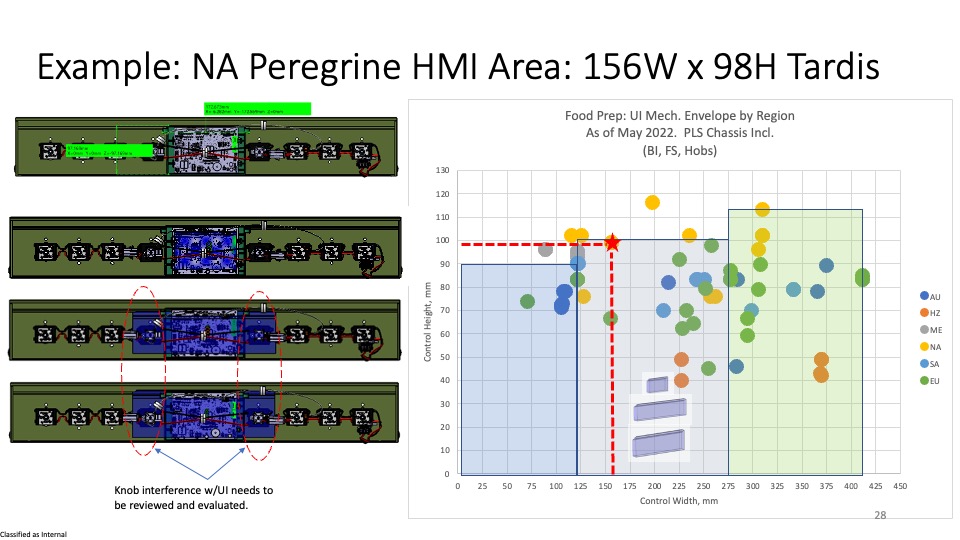 Example: NA Peregrine HMI Area: 156W x 98H Tardis
Food Prep: UI Mech. Envelope by Region
As of May 2022.  PLS Chassis Incl.
(BI, FS, Hobs)
130
120
110
100
90
80
70
60
50
40
30
20
10
0
Control Height, mm
0 25 50 75 100 125 150 175 200 225 250 275 300 325 350 375 400 425 450
Control Width, mm
AU
HZ
ME
NA
SA
EU
Knob interference w/UI needs to
be reviewed and evaluated.
28
Classified as Internal